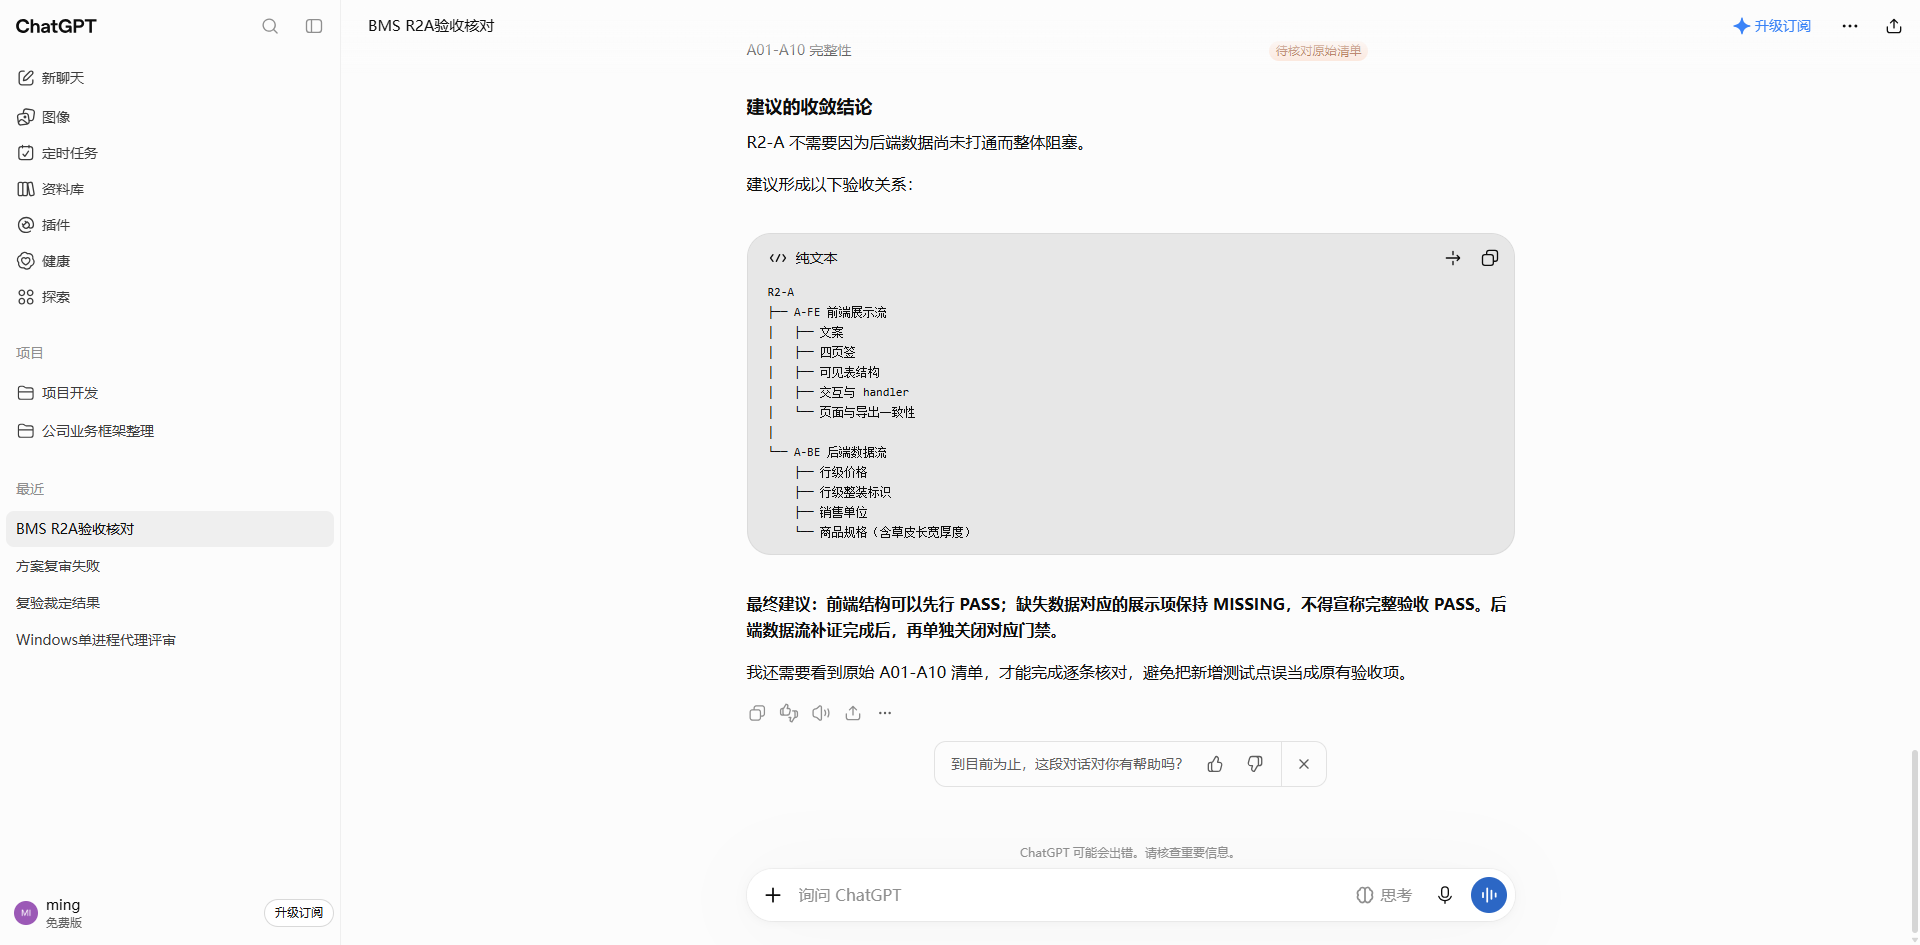 ChatGPT
新聊天
图像
定时任务
资料库
插件
健康
探索
项目
项目开发
公司业务框架整理
最近
BMS R2A验收核对
方案复审失败
复验裁定结果
Windows单进程代理评审
MI
ming
免费版
升级订阅
BMS R2A验收核对
升级订阅
A01-A10 完整性
待核对原始清单
建议的收敛结论
R2-A 不需要因为后端数据尚未打通而整体阻塞。
建议形成以下验收关系：
纯文本
R2-A
├── A-FE 前端展示流
│   ├── 文案
│   ├── 四页签
│   ├── 可见表结构
│   ├── 交互与 handler
│   └── 页面与导出一致性
│
└── A-BE 后端数据流
    ├── 行级价格
    ├── 行级整装标识
    ├── 销售单位
    └── 商品规格（含草皮长宽厚度）
最终建议：前端结构可以先行 PASS；缺失数据对应的展示项保持 MISSING，不得宣称完整验收 PASS。后
端数据流补证完成后，再单独关闭对应门禁。
我还需要看到原始 A01-A10 清单，才能完成逐条核对，避免把新增测试点误当成原有验收项。
到目前为止，这段对话对你有帮助吗？
ChatGPT 可能会出错。请核查重要信息。
询问 ChatGPT
思考